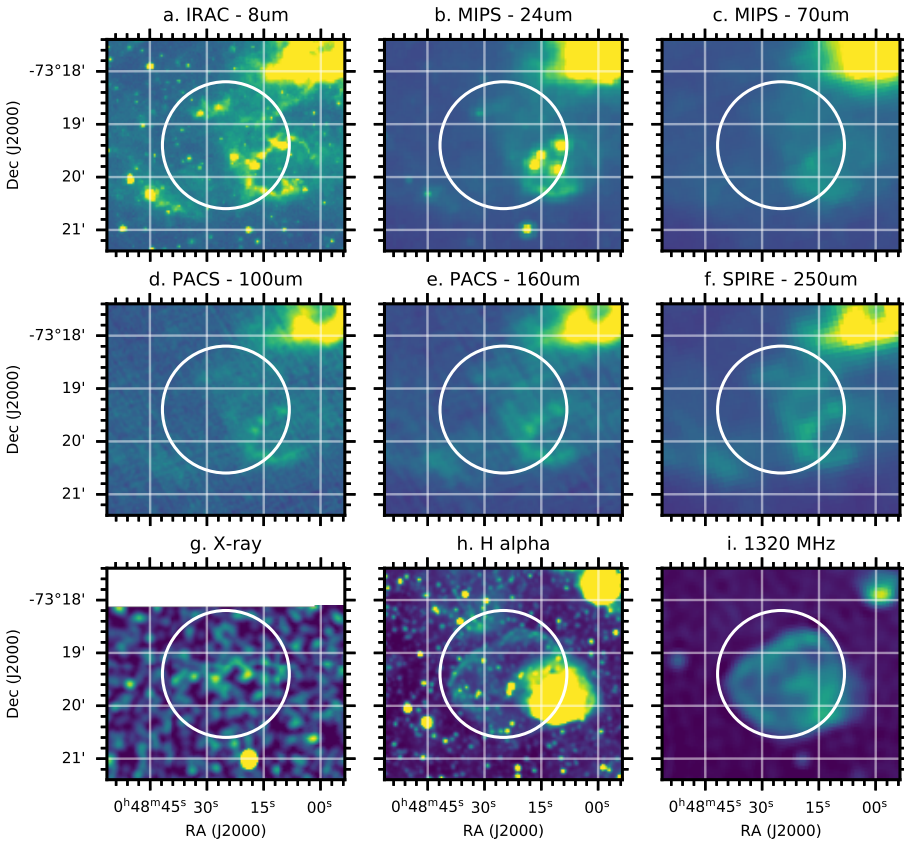 a. IRAC - 8um
b. MIPS - 24um
c. MIPS - 70um
Dec (J2000)
-73°18'
19'
20'
21'
d. PACS - 100um
e. PACS - 160um
f. SPIRE - 250um
Dec (J2000)
-73°18'
19'
20'
21'
g. X-ray
h. H alpha
i. 1320 MHz
Dec (J2000)
-73°18'
19'
20'
21'
0ʰ48ᵐ45ˢ 30ˢ 15ˢ 00ˢ
0ʰ48ᵐ45ˢ 30ˢ 15ˢ 00ˢ
0ʰ48ᵐ45ˢ 30ˢ 15ˢ 00ˢ
RA (J2000)
RA (J2000)
RA (J2000)